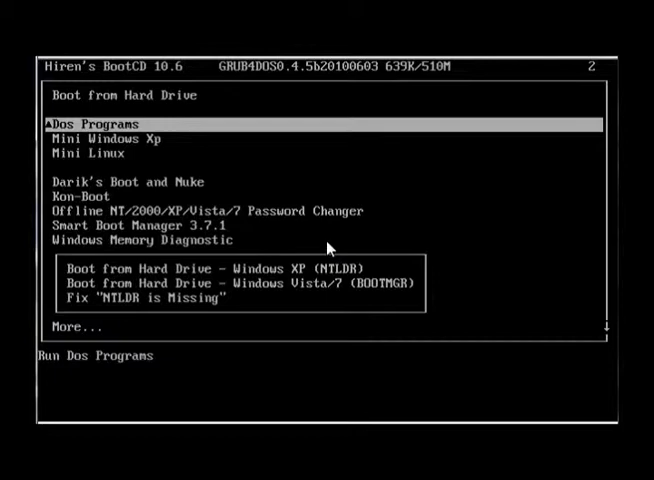 Hiren's BootCD 10.6 GRUB4DOS0.4.5b20100603 639K/510M 2
Boot from Hard Drive
▲Dos Programs
Mini Windows Xp
Mini Linux
Darik's Boot and Nuke
Kon-Boot
Offline NT/2000/XP/Vista/7 Password Changer
Smart Boot Manager 3.7.1
Windows Memory Diagnostic
Boot from Hard Drive - Windows XP (NTLDR)
Boot from Hard Drive - Windows Vista/7 (BOOTMGR)
Fix "NTLDR is Missing"
More...
Run Dos Programs